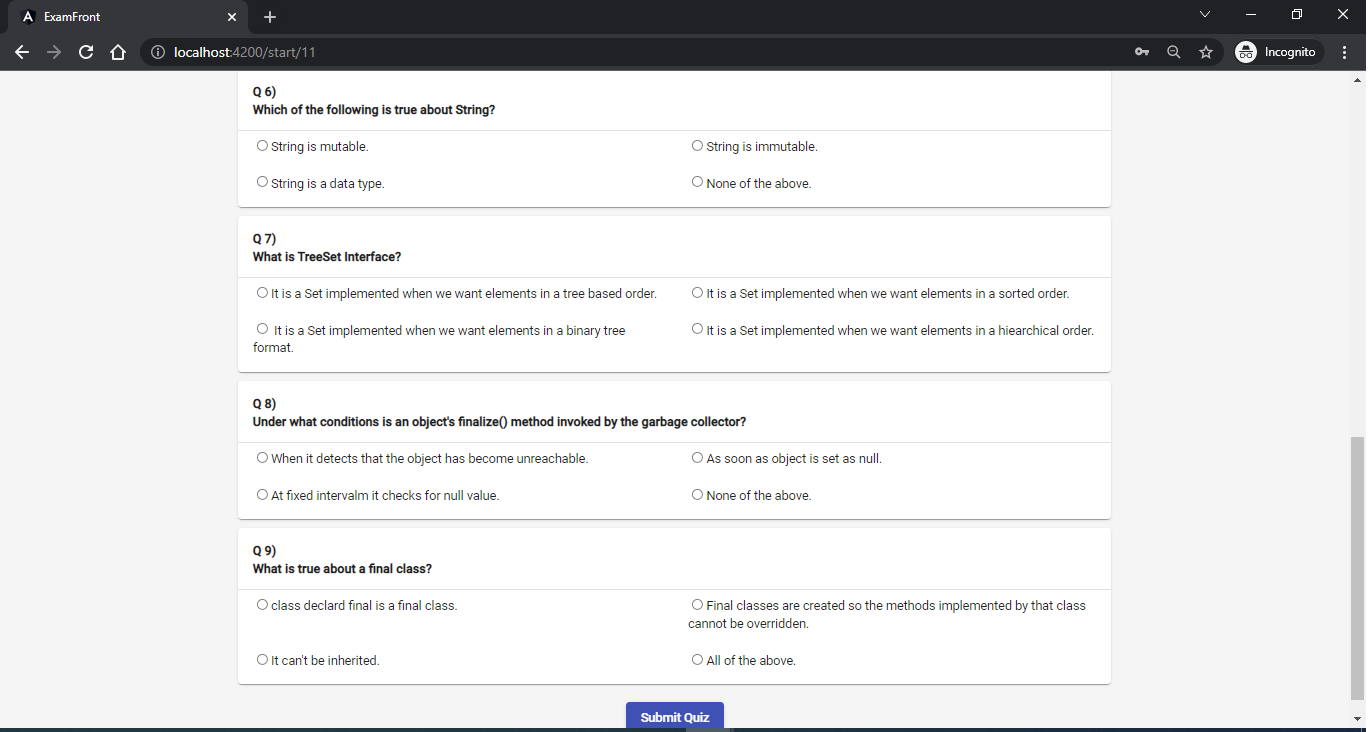 ExamFront
localhost:4200/start/11
Incognito
Q 6)
Which of the following is true about String?
String is mutable.
String is immutable.
String is a data type.
None of the above.
Q 7)
What is TreeSet Interface?
It is a Set implemented when we want elements in a tree based order.
It is a Set implemented when we want elements in a sorted order.
It is a Set implemented when we want elements in a binary tree
format.
It is a Set implemented when we want elements in a hiearchical order.
Q 8)
Under what conditions is an object's finalize() method invoked by the garbage collector?
When it detects that the object has become unreachable.
As soon as object is set as null.
At fixed intervalm it checks for null value.
None of the above.
Q 9)
What is true about a final class?
class declard final is a final class.
Final classes are created so the methods implemented by that class
cannot be overridden.
It can't be inherited.
All of the above.
Submit Quiz